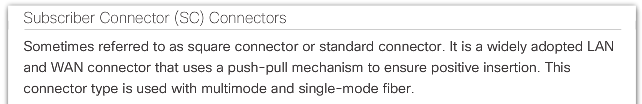 Subscriber Connector (SC) Connectors
Sometimes referred to as square connector or standard connector. It is a widely adopted LAN
and WAN connector that uses a push-pull mechanism to ensure positive insertion. This
connector type is used with multimode and single-mode fiber.